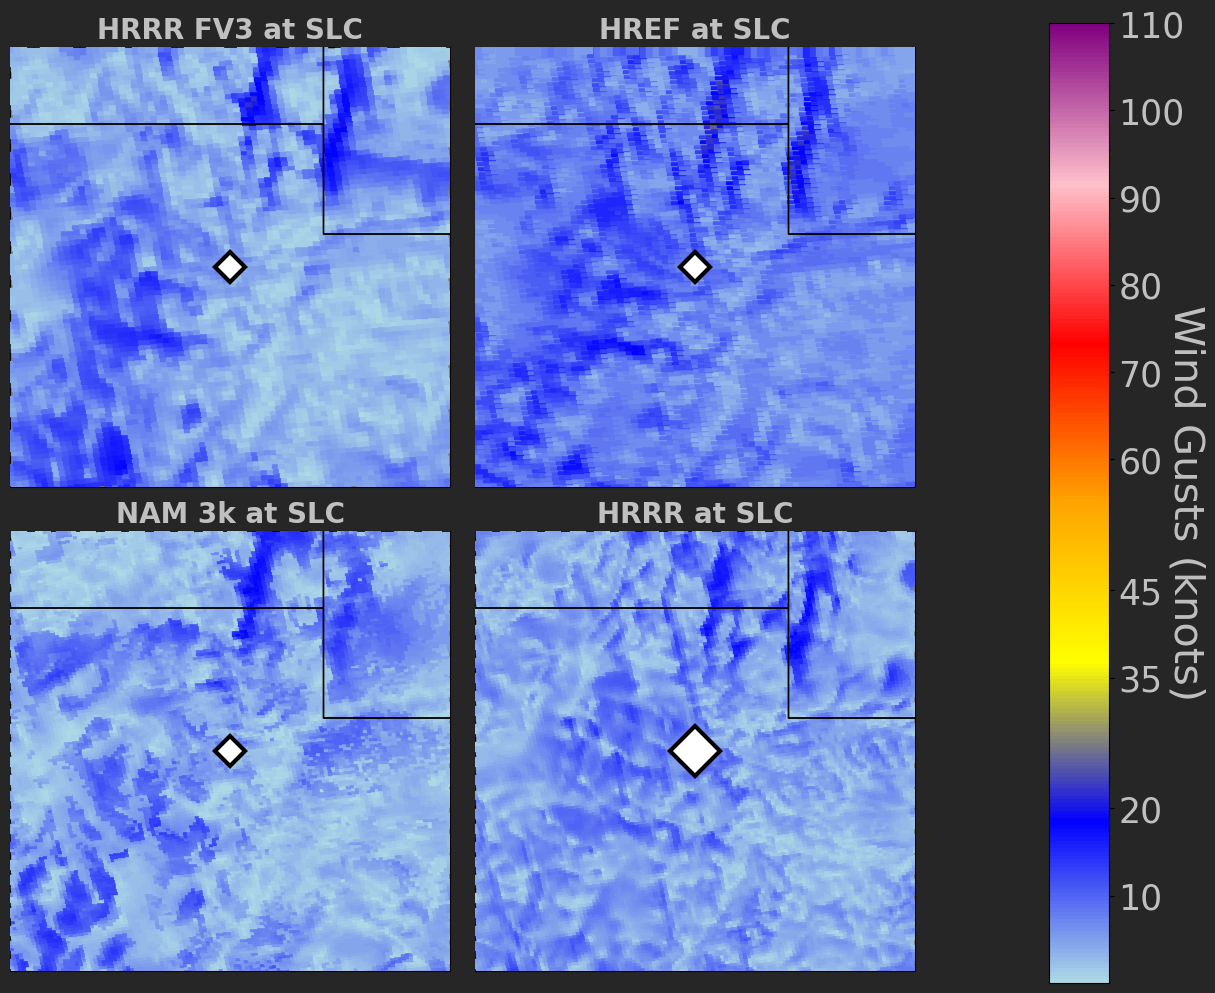 HRRR FV3 at SLC
HREF at SLC
NAM 3k at SLC
HRRR at SLC
110
100
90
80
70
60
45
35
20
10
Wind Gusts (knots)